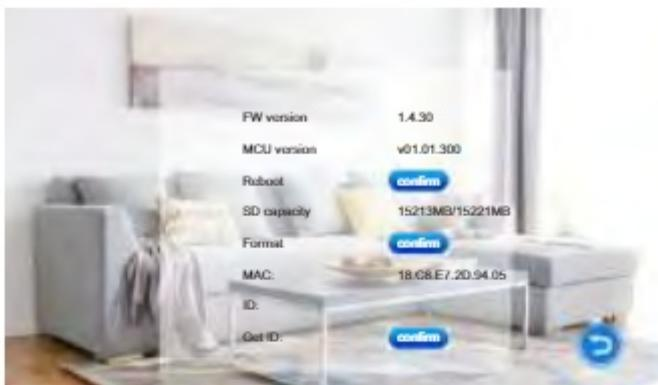 FW version 1.4.30
MCU version v01.01.300
Reboot confirm
SD capacity 15213MB/15221MB
Format confirm
MAC: 18.C8.E7.2D.94.05
ID:
Get ID: confirm